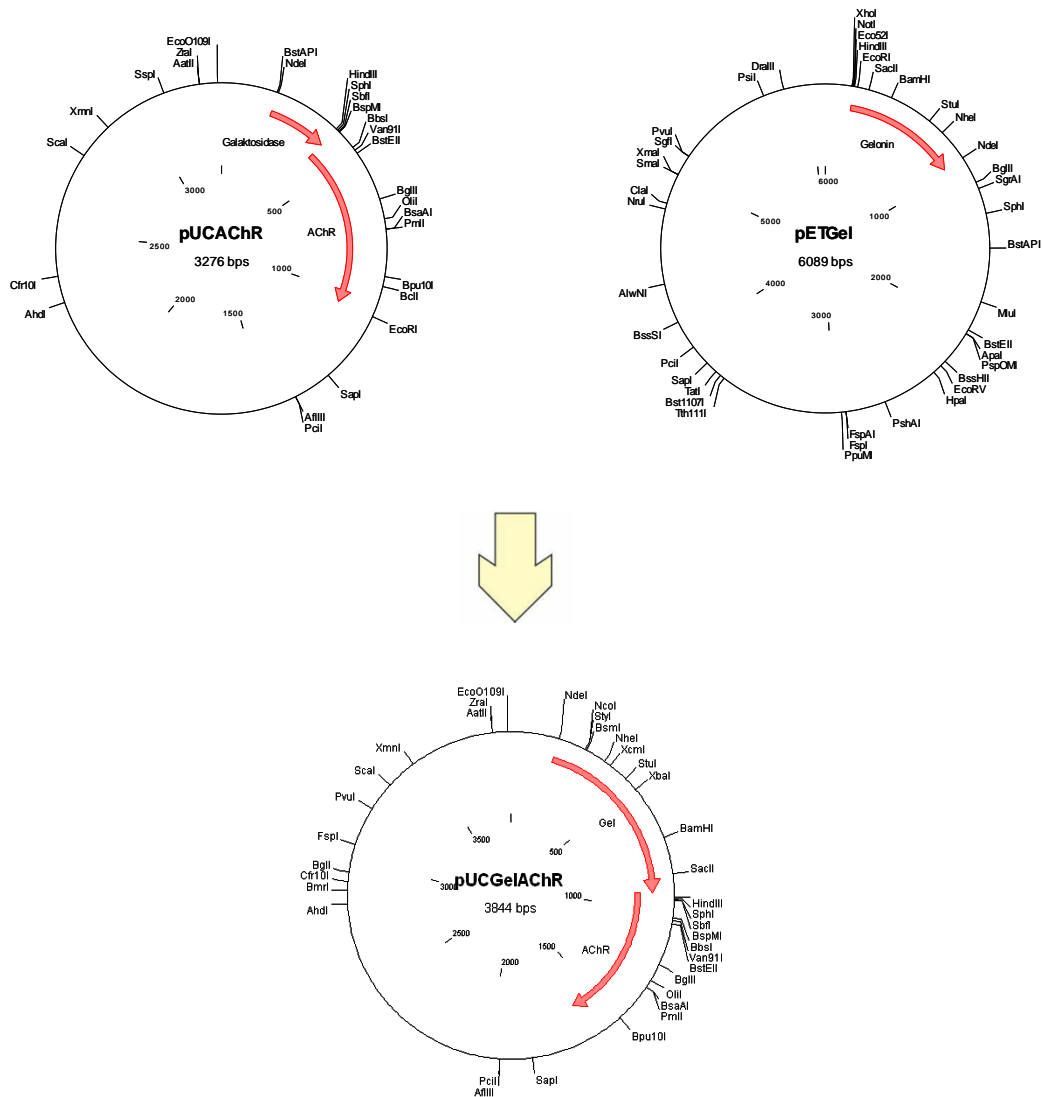 EcoO109I
ZraI
AatII
SspI
XmnI
ScaI
BstAPI
NdeI
HindIII
SphI
SbfI
BspMI
BbsI
Van91I
BstEII
Galaktosidase
3000
500
BglII
OliI
BsaAI
PmlI
pUCAChR
3276 bps
AChR
2500
1000
2000
1500
Cfr10I
AhdI
Bpu10I
BclI
EcoRI
SapI
AflIII
PciI
XhoI
NotI
Eco52I
HindIII
EcoRI
SacII
BamHI
DraIII
PsiI
StuI
NheI
PvuI
SgfI
XmaI
SmaI
Gelonin
NdeI
BglII
SgrAI
SphI
ClaI
NruI
6000
5000
1000
pETGel
6089 bps
BstAPI
4000
2000
3000
AlwNI
BssSI
PciI
SapI
TatI
Bst1107I
Tth111I
MluI
BstEII
ApaI
PspOMI
BssHII
EcoRV
HpaI
PshAI
FspAI
FspI
PpuMI
EcoO109I
ZraI
AatII
NdeI
NcoI
StyI
BsmI
NheI
XcmI
StuI
XbaI
XmnI
ScaI
PvuI
FspI
BglI
Cfr10I
BmrI
AhdI
Gel
BamHI
SacII
3500
500
pUCGelAChR
3000
3844 bps
1000
2500
1500
2000
AChR
HindIII
SphI
SbfI
BspMI
BbsI
Van91I
BstEII
BglII
OliI
BsaAI
PmlI
Bpu10I
SapI
PciI
AflIII